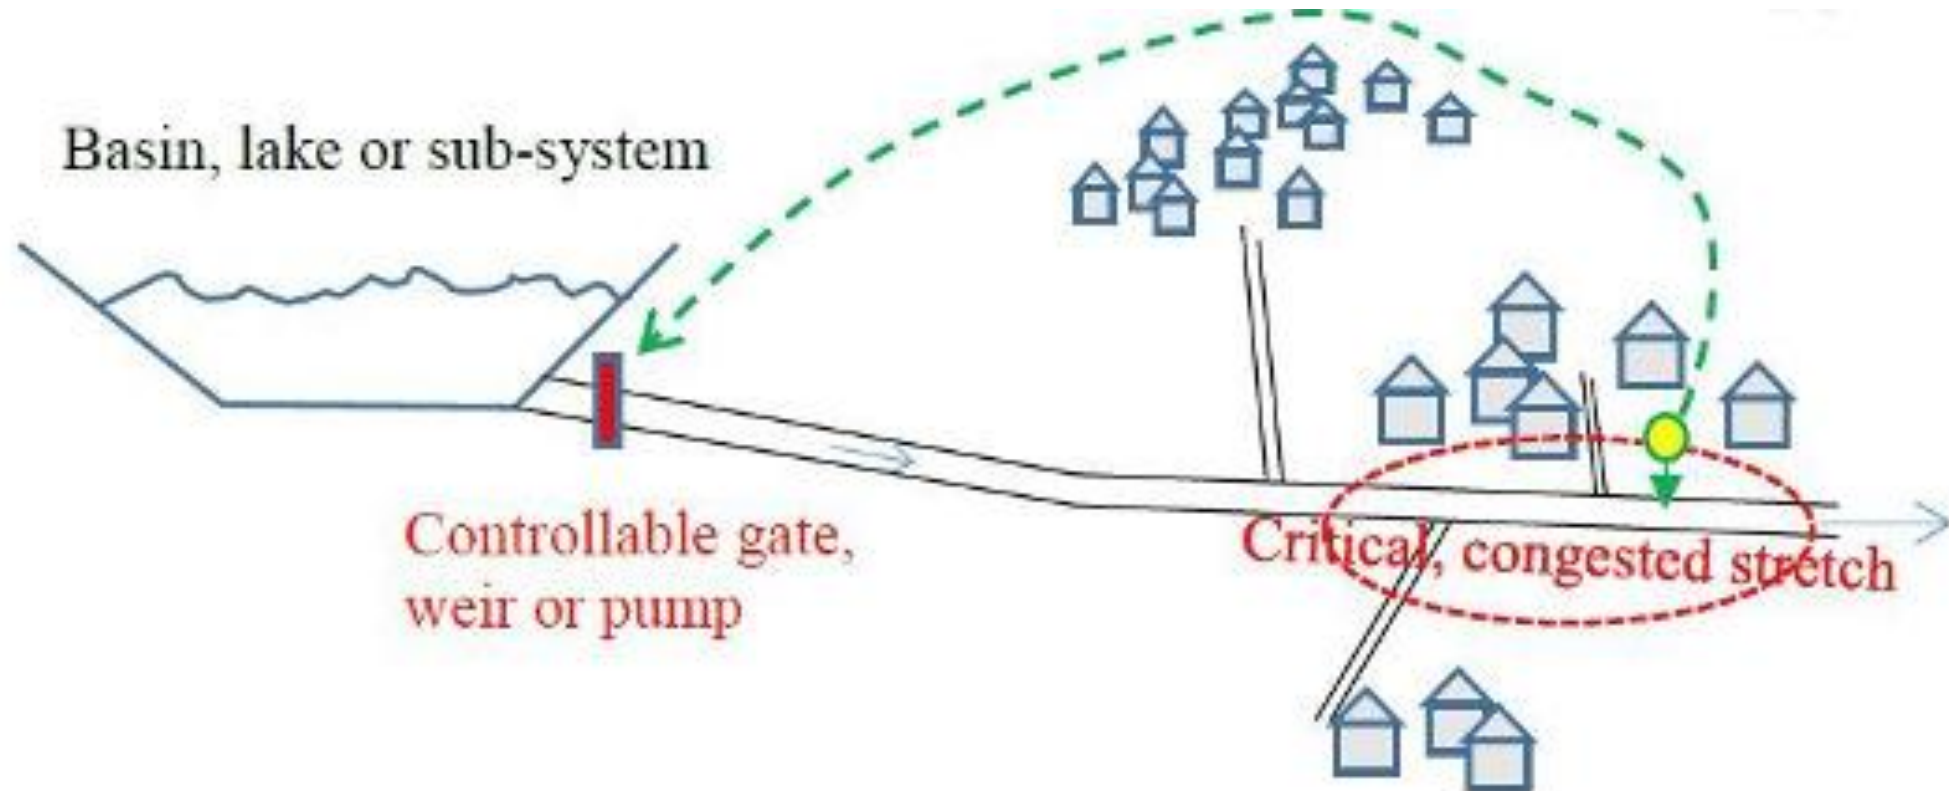 Basin, lake or sub-system
Controllable gate,
weir or pump
Critical, congested stretch